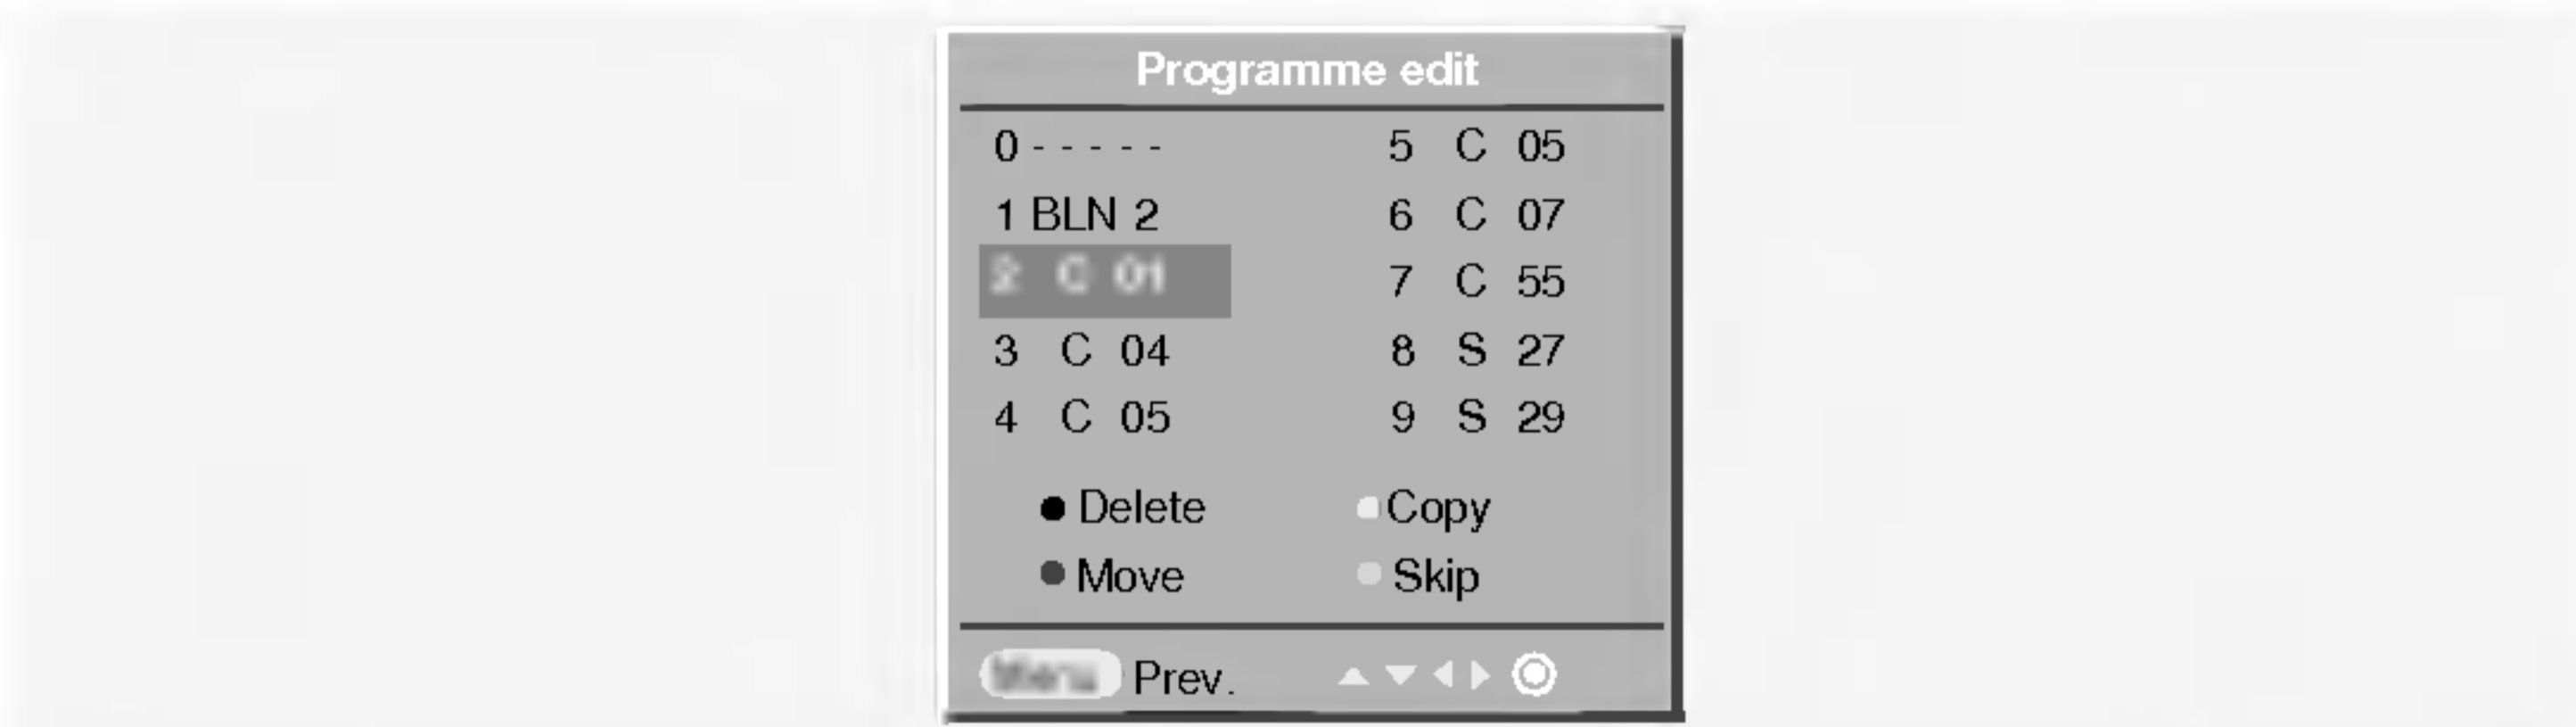 Programme edit
0 - - - - - 5 C 05
1 BLN 2 6 C 07
2 C 01 7 C 55
3 C 04 8 S 27
4 C 05 9 S 29
Delete Copy
Move Skip
Menu Prev.